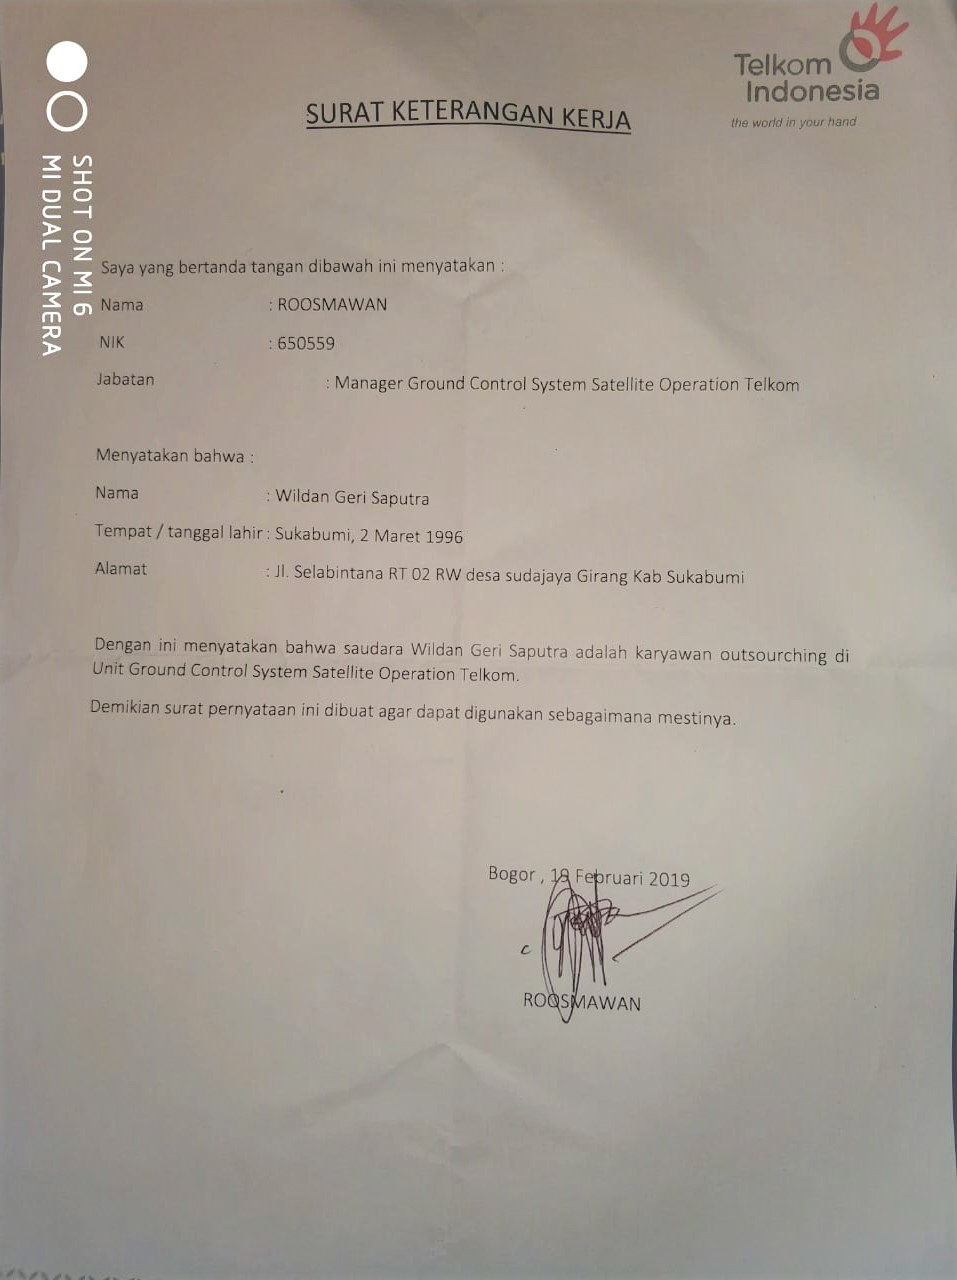 Telkom
Indonesia
the world in your hand
SURAT KETERANGAN KERJA
SHOT ON MI 6
MI DUAL CAMERA
Saya yang bertanda tangan dibawah ini menyatakan :
Nama : ROOSMAWAN
NIK : 650559
Jabatan : Manager Ground Control System Satellite Operation Telkom
Menyatakan bahwa :
Nama : Wildan Geri Saputra
Tempat / tanggal lahir : Sukabumi, 2 Maret 1996
Alamat : Jl. Selabintana RT 02 RW desa sudajaya Girang Kab Sukabumi
Dengan ini menyatakan bahwa saudara Wildan Geri Saputra adalah karyawan outsourching di
Unit Ground Control System Satellite Operation Telkom.
Demikian surat pernyataan ini dibuat agar dapat digunakan sebagaimana mestinya.
Bogor , 19 Februari 2019
ROOSMAWAN